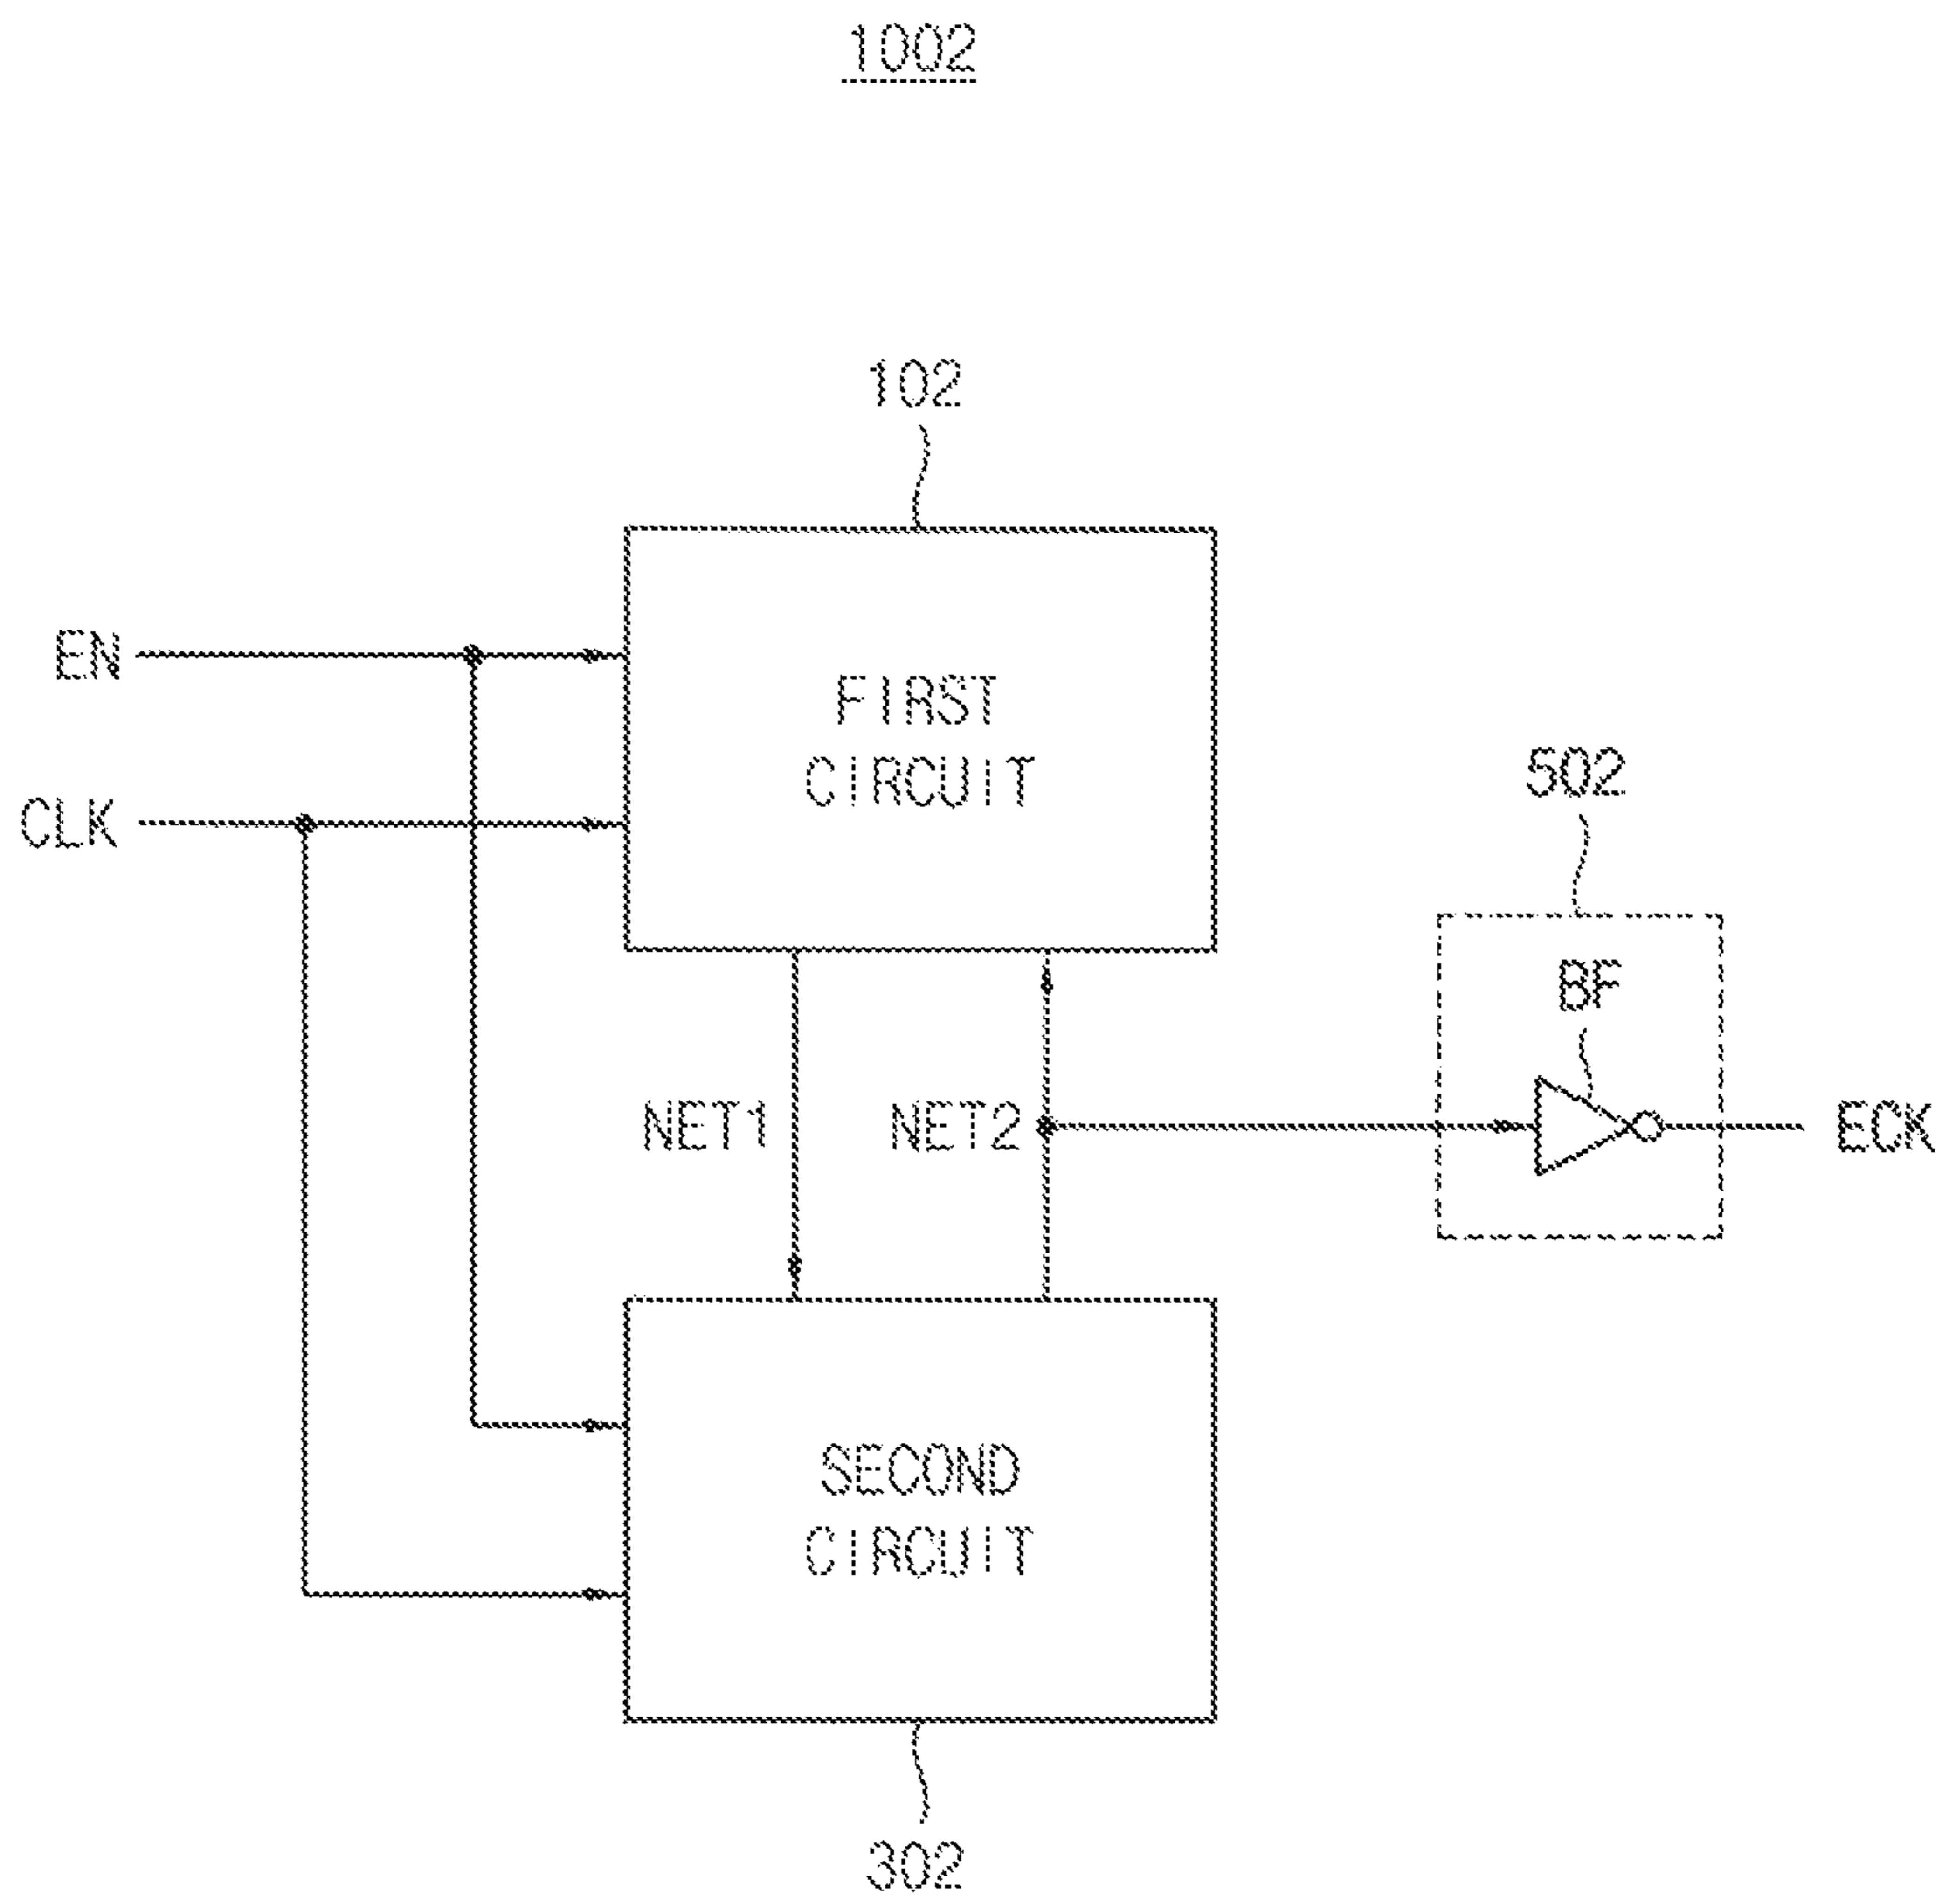 1002
102
EN
FIRST
CIRCUIT
CLK
502
BF
NET1
NET2
ECK
SECOND
CIRCUIT
302